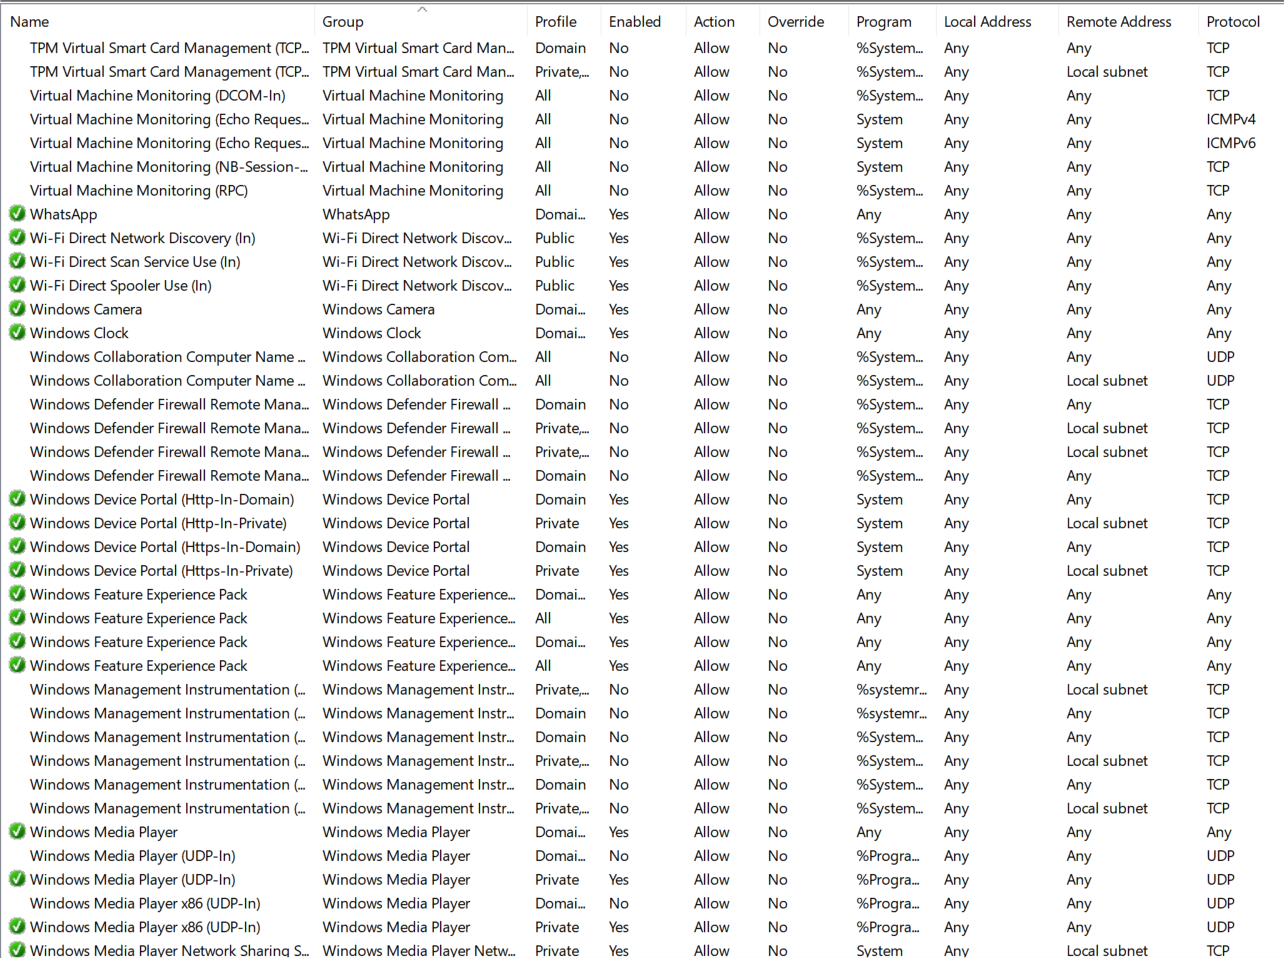 Name Group Profile Enabled Action Override Program Local Address Remote Address Protocol
TPM Virtual Smart Card Management (TCP... TPM Virtual Smart Card Man... Domain No Allow No %System... Any Any TCP
TPM Virtual Smart Card Management (TCP... TPM Virtual Smart Card Man... Private,... No Allow No %System... Any Local subnet TCP
Virtual Machine Monitoring (DCOM-In) Virtual Machine Monitoring All No Allow No %System... Any Any TCP
Virtual Machine Monitoring (Echo Reques... Virtual Machine Monitoring All No Allow No System Any Any ICMPv4
Virtual Machine Monitoring (Echo Reques... Virtual Machine Monitoring All No Allow No System Any Any ICMPv6
Virtual Machine Monitoring (NB-Session-... Virtual Machine Monitoring All No Allow No System Any Any TCP
Virtual Machine Monitoring (RPC) Virtual Machine Monitoring All No Allow No %System... Any Any TCP
WhatsApp WhatsApp Domai... Yes Allow No Any Any Any Any
Wi-Fi Direct Network Discovery (In) Wi-Fi Direct Network Discov... Public Yes Allow No %System... Any Any Any
Wi-Fi Direct Scan Service Use (In) Wi-Fi Direct Network Discov... Public Yes Allow No %System... Any Any Any
Wi-Fi Direct Spooler Use (In) Wi-Fi Direct Network Discov... Public Yes Allow No %System... Any Any Any
Windows Camera Windows Camera Domai... Yes Allow No Any Any Any Any
Windows Clock Windows Clock Domai... Yes Allow No Any Any Any Any
Windows Collaboration Computer Name ... Windows Collaboration Com... All No Allow No %System... Any Any UDP
Windows Collaboration Computer Name ... Windows Collaboration Com... All No Allow No %System... Any Local subnet UDP
Windows Defender Firewall Remote Mana... Windows Defender Firewall ... Domain No Allow No %System... Any Any TCP
Windows Defender Firewall Remote Mana... Windows Defender Firewall ... Private,... No Allow No %System... Any Local subnet TCP
Windows Defender Firewall Remote Mana... Windows Defender Firewall ... Private,... No Allow No %System... Any Local subnet TCP
Windows Defender Firewall Remote Mana... Windows Defender Firewall ... Domain No Allow No %System... Any Any TCP
Windows Device Portal (Http-In-Domain) Windows Device Portal Domain Yes Allow No System Any Any TCP
Windows Device Portal (Http-In-Private) Windows Device Portal Private Yes Allow No System Any Local subnet TCP
Windows Device Portal (Https-In-Domain) Windows Device Portal Domain Yes Allow No System Any Any TCP
Windows Device Portal (Https-In-Private) Windows Device Portal Private Yes Allow No System Any Local subnet TCP
Windows Feature Experience Pack Windows Feature Experience... Domai... Yes Allow No Any Any Any Any
Windows Feature Experience Pack Windows Feature Experience... All Yes Allow No Any Any Any Any
Windows Feature Experience Pack Windows Feature Experience... Domai... Yes Allow No Any Any Any Any
Windows Feature Experience Pack Windows Feature Experience... All Yes Allow No Any Any Any Any
Windows Management Instrumentation (... Windows Management Instr... Private,... No Allow No %systemr... Any Local subnet TCP
Windows Management Instrumentation (... Windows Management Instr... Domain No Allow No %systemr... Any Any TCP
Windows Management Instrumentation (... Windows Management Instr... Domain No Allow No %System... Any Any TCP
Windows Management Instrumentation (... Windows Management Instr... Private,... No Allow No %System... Any Local subnet TCP
Windows Management Instrumentation (... Windows Management Instr... Domain No Allow No %System... Any Any TCP
Windows Management Instrumentation (... Windows Management Instr... Private,... No Allow No %System... Any Local subnet TCP
Windows Media Player Windows Media Player Domai... Yes Allow No Any Any Any Any
Windows Media Player (UDP-In) Windows Media Player Domai... No Allow No %Progra... Any Any UDP
Windows Media Player (UDP-In) Windows Media Player Private Yes Allow No %Progra... Any Any UDP
Windows Media Player x86 (UDP-In) Windows Media Player Domai... No Allow No %Progra... Any Any UDP
Windows Media Player x86 (UDP-In) Windows Media Player Private Yes Allow No %Progra... Any Any UDP
Windows Media Player Network Sharing S... Windows Media Player Netw... Private Yes Allow No System Any Local subnet TCP